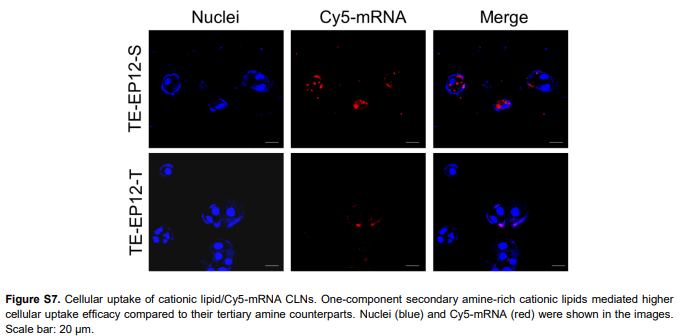 Nuclei Cy5-mRNA Merge
TE-EP12-S
TE-EP12-T
Figure S7. Cellular uptake of cationic lipid/Cy5-mRNA CLNs. One-component secondary amine-rich cationic lipids mediated higher
cellular uptake efficacy compared to their tertiary amine counterparts. Nuclei (blue) and Cy5-mRNA (red) were shown in the images.
Scale bar: 20 μm.